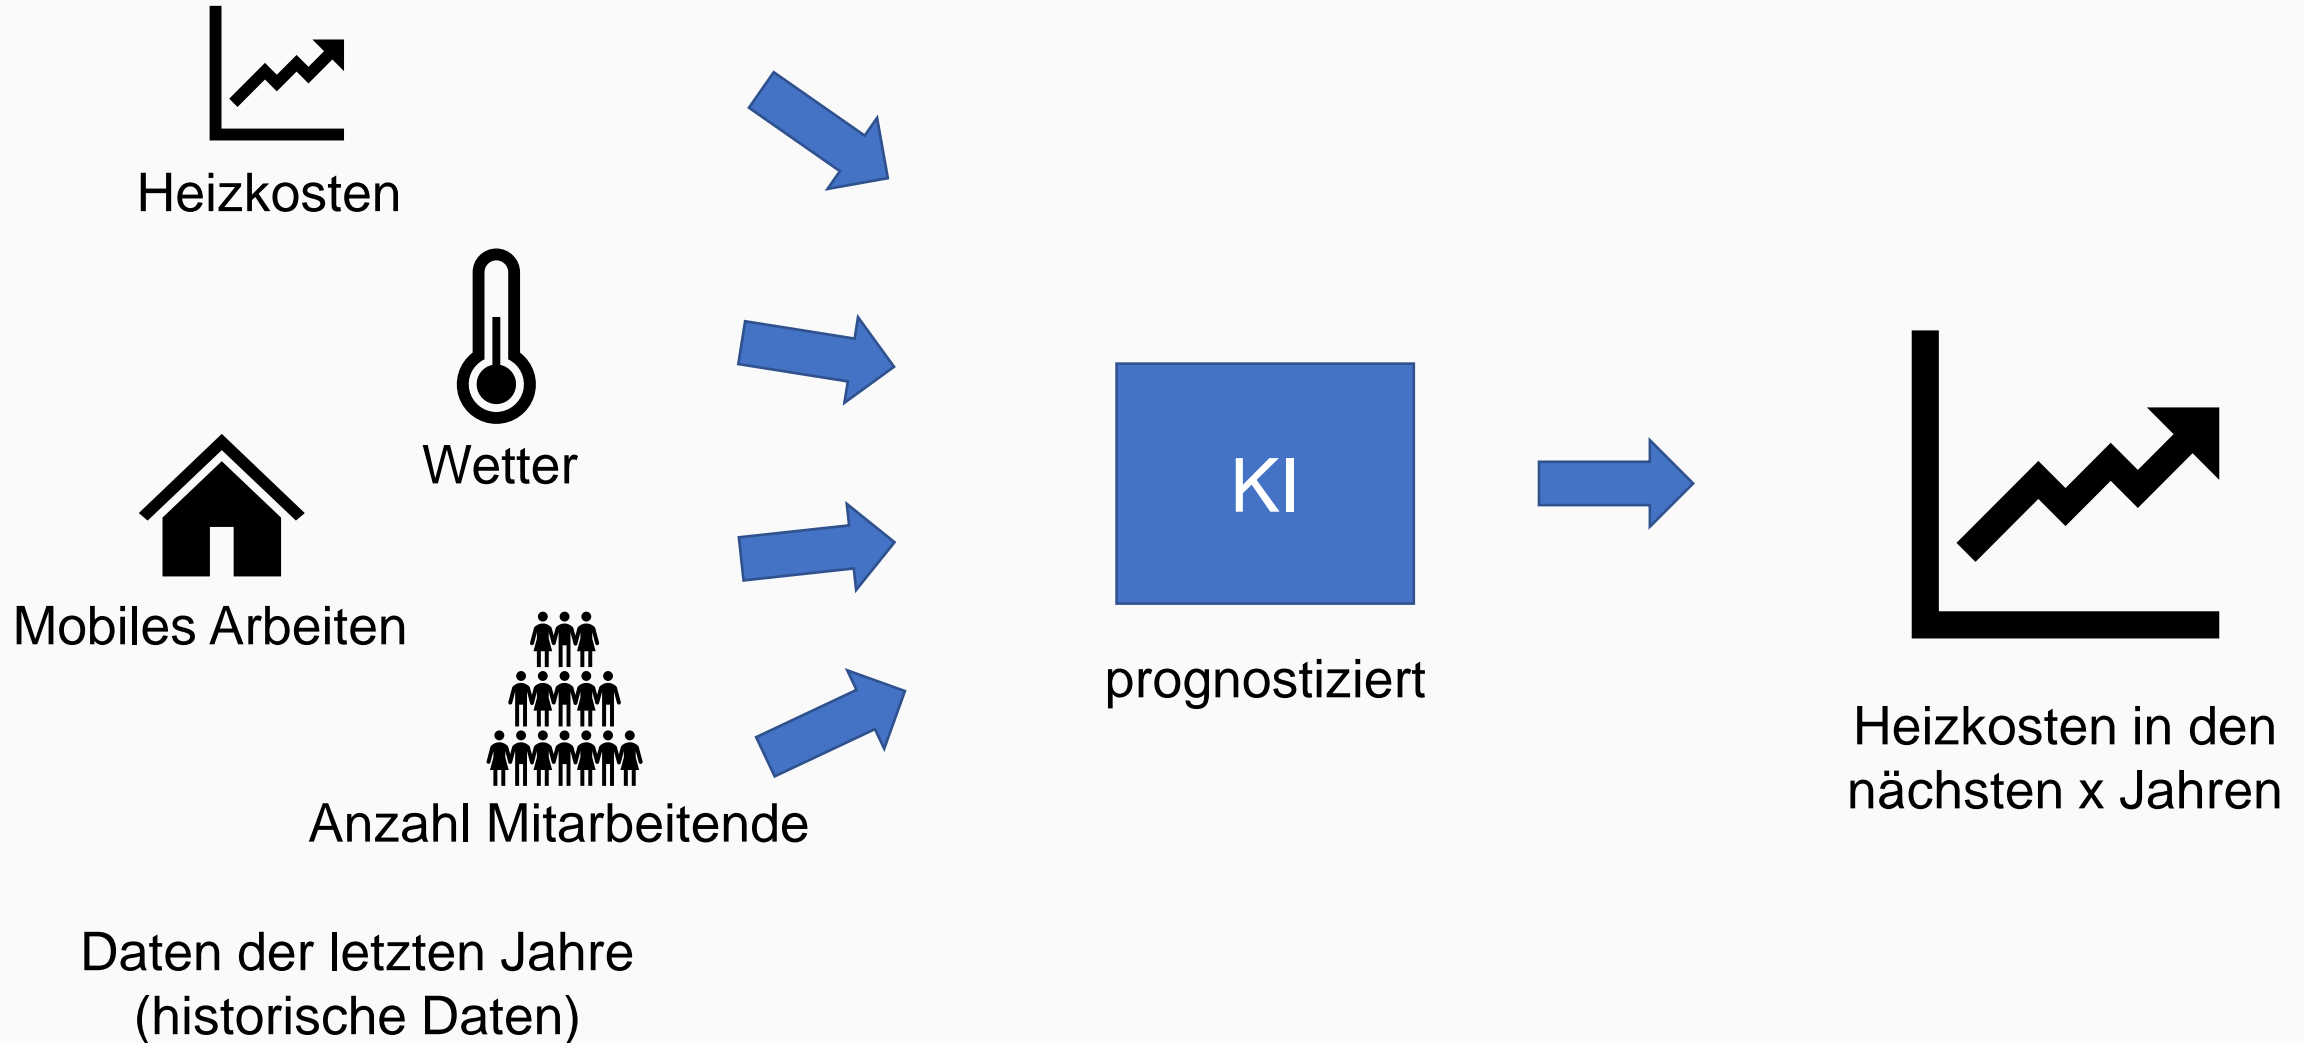 Heizkosten
Wetter
Mobiles Arbeiten
Anzahl Mitarbeitende
Daten der letzten Jahre
(historische Daten)
KI
prognostiziert
Heizkosten in den
nächsten x Jahren